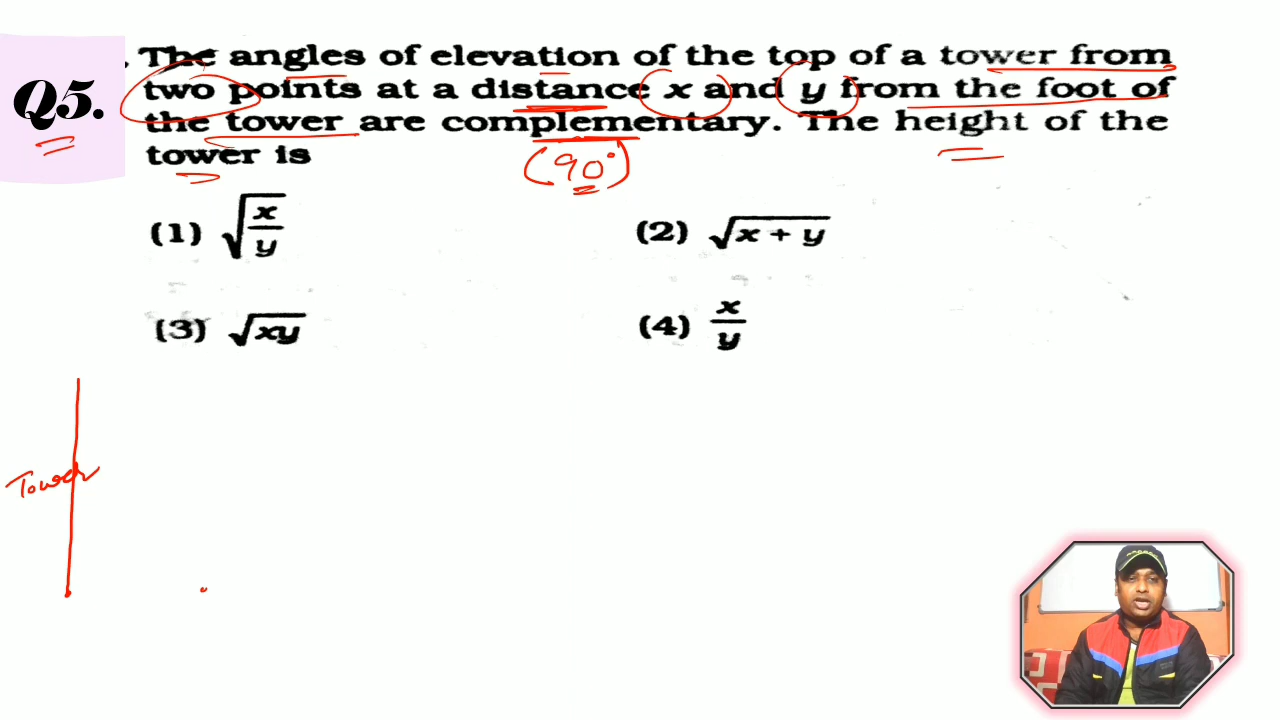 Q5.
The angles of elevation of the top of a tower from
two points at a distance x and y from the foot of
the tower are complementary. The height of the
tower is
(90°)
(1) √x/y
(2) √x + y
(3) √xy
(4) x/y
Tower